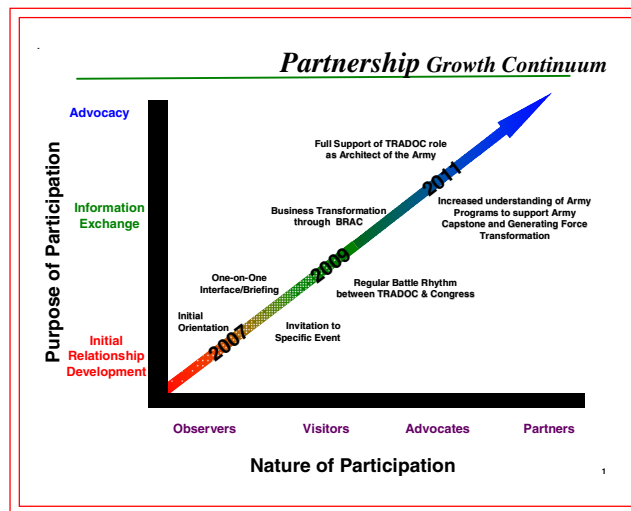 Partnership Growth Continuum
Advocacy
Full Support of TRADOC role
as Architect of the Army
2011
Increased understanding of Army
Programs to support Army
Capstone and Generating Force
Transformation
Information
Exchange
Business Transformation
through BRAC
2009
One-on-One
Interface/Briefing
Regular Battle Rhythm
between TRADOC & Congress
Initial
Orientation
2007
Invitation to
Specific Event
Initial
Relationship
Development
Purpose of Participation
Observers
Visitors
Advocates
Partners
Nature of Participation
1